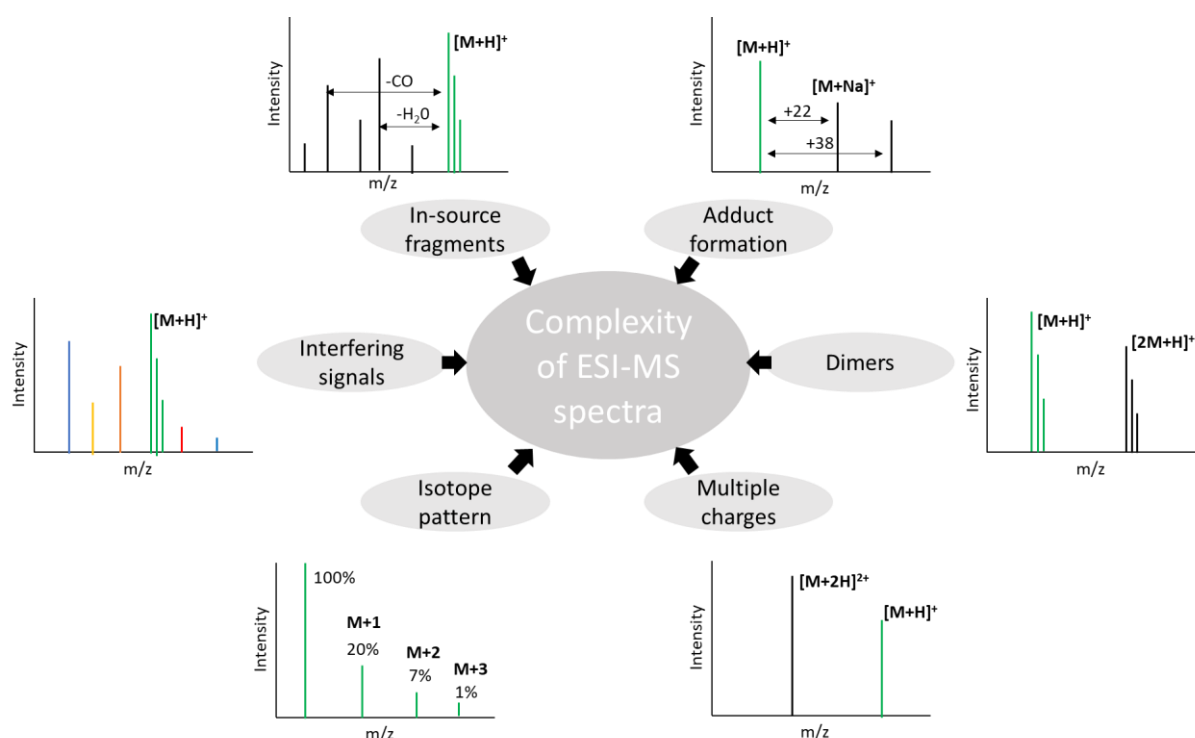 [M+H]+
-CO
-H20
Intensity
m/z
[M+H]+
[M+Na]+
+22
+38
Intensity
m/z
In-source
fragments
Adduct
formation
[M+H]+
Intensity
m/z
Interfering
signals
Complexity
of ESI-MS
spectra
Dimers
[M+H]+
[2M+H]+
Intensity
m/z
Isotope
pattern
Multiple
charges
100%
M+1
20%
M+2
7%
M+3
1%
Intensity
m/z
[M+2H]2+
[M+H]+
Intensity
m/z